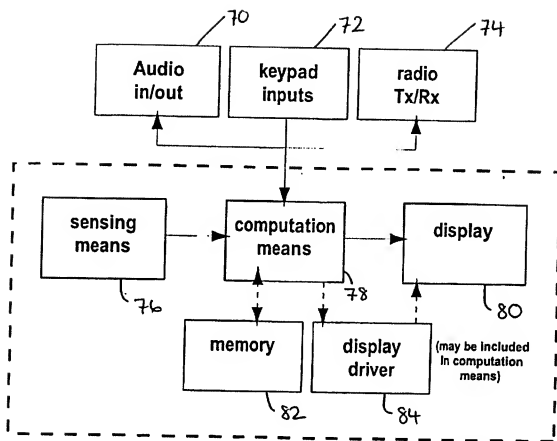 70
72
74
Audio
in/out
keypad
inputs
radio
Tx/Rx
sensing
means
computation
means
display
76
78
80
memory
display
driver
(may be included
in computation
means)
82
84